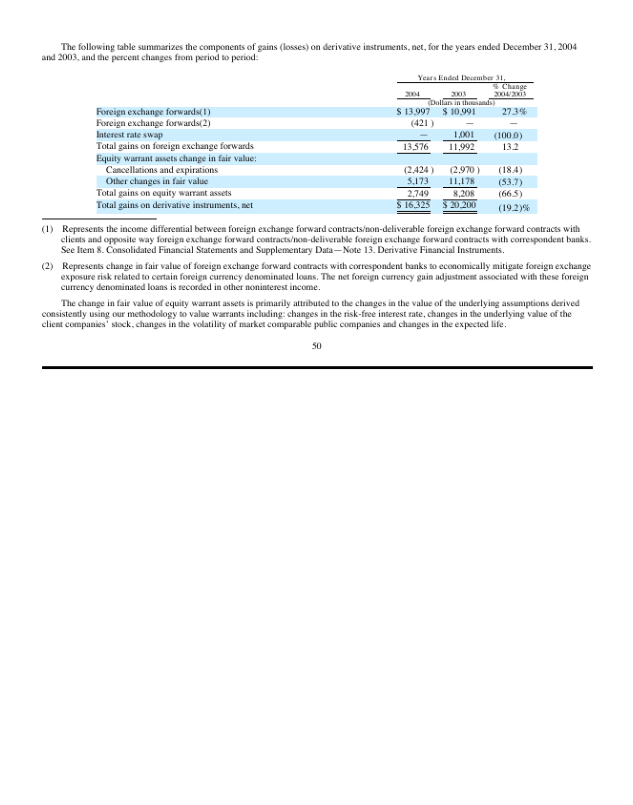 The following table summarizes the components of gains (losses) on derivative instruments, net, for the years ended December 31, 2004
and 2003, and the percent changes from period to period:
Years Ended December 31,
% Change
2004 2003 2004/2003
(Dollars in thousands)
Foreign exchange forwards(1) $ 13,997 $ 10,991 27.3%
Foreign exchange forwards(2) (421 ) — —
Interest rate swap — 1,001 (100.0)
Total gains on foreign exchange forwards 13,576 11,992 13.2
Equity warrant assets change in fair value:
Cancellations and expirations (2,424 ) (2,970 ) (18.4)
Other changes in fair value 5,173 11,178 (53.7)
Total gains on equity warrant assets 2,749 8,208 (66.5)
Total gains on derivative instruments, net $ 16,325 $ 20,200 (19.2)%
(1) Represents the income differential between foreign exchange forward contracts/non-deliverable foreign exchange forward contracts with
clients and opposite way foreign exchange forward contracts/non-deliverable foreign exchange forward contracts with correspondent banks.
See Item 8. Consolidated Financial Statements and Supplementary Data—Note 13. Derivative Financial Instruments.
(2) Represents change in fair value of foreign exchange forward contracts with correspondent banks to economically mitigate foreign exchange
exposure risk related to certain foreign currency denominated loans. The net foreign currency gain adjustment associated with these foreign
currency denominated loans is recorded in other noninterest income.
The change in fair value of equity warrant assets is primarily attributed to the changes in the value of the underlying assumptions derived
consistently using our methodology to value warrants including: changes in the risk-free interest rate, changes in the underlying value of the
client companies' stock, changes in the volatility of market comparable public companies and changes in the expected life.
50